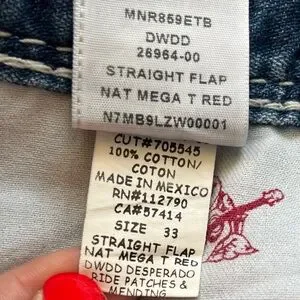 MNR859ETB
DWDD
26964-00
STRAIGHT FLAP
NAT MEGA T RED
N7MB9LZW00001
CUT#705545
100% COTTON/
COTON
MADE IN MEXICO
RN#112790
CA#57414
SIZE 33
STRAIGHT FLAP
NAT MEGA T RED
DWDD DESPERADO
RIDE PATCHES &
MENDING